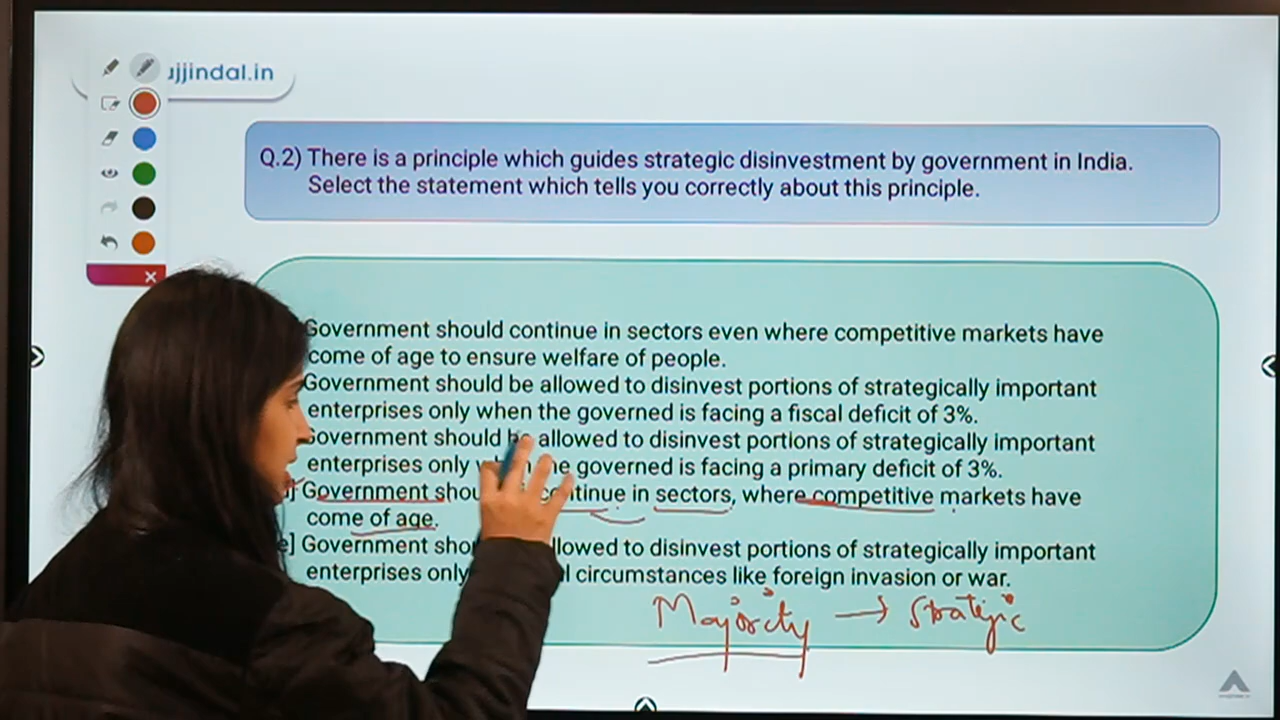 ujjindal.in
Q.2) There is a principle which guides strategic disinvestment by government in India.
Select the statement which tells you correctly about this principle.
Government should continue in sectors even where competitive markets have
come of age to ensure welfare of people.
Government should be allowed to disinvest portions of strategically important
enterprises only when the governed is facing a fiscal deficit of 3%.
Government should be allowed to disinvest portions of strategically important
enterprises only the governed is facing a primary deficit of 3%.
Government in sectors, where competitive markets have
come of age.
e] Government allowed to disinvest portions of strategically important
enterprises only circumstances like foreign invasion or war.
Majority → Strategic